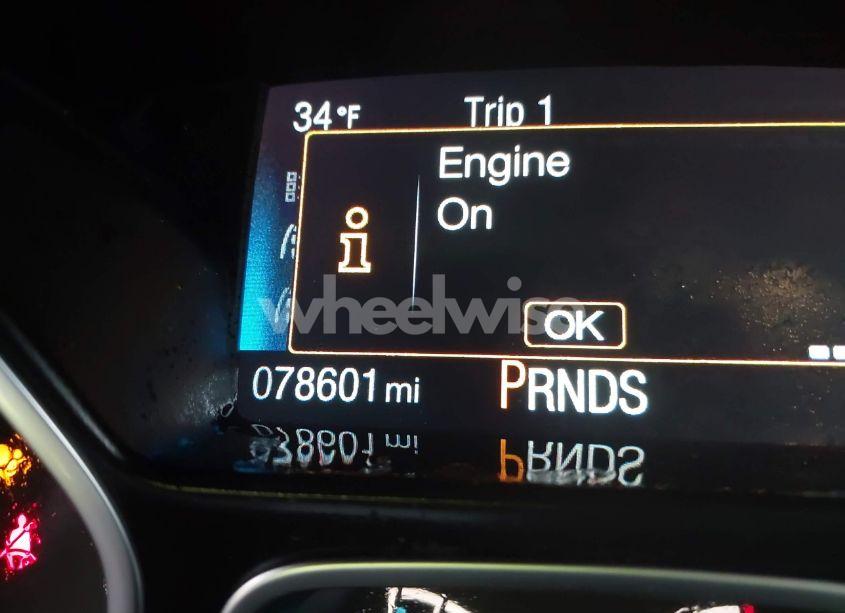 34 °F Trip 1
Engine
On
i
wheelwise
OK
078601 mi PRNDS